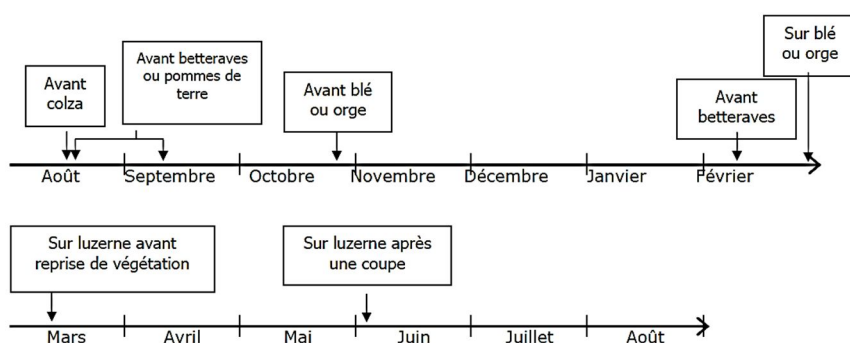 Sur blé
ou orge
Avant betteraves
ou pommes de
terre
Avant
colza
Avant blé
ou orge
Avant
betteraves
Août
Septembre
Octobre
Novembre
Décembre
Janvier
Février
Sur luzerne avant
reprise de végétation
Sur luzerne après
une coupe
Mars
Avril
Mai
Juin
Juillet
Août